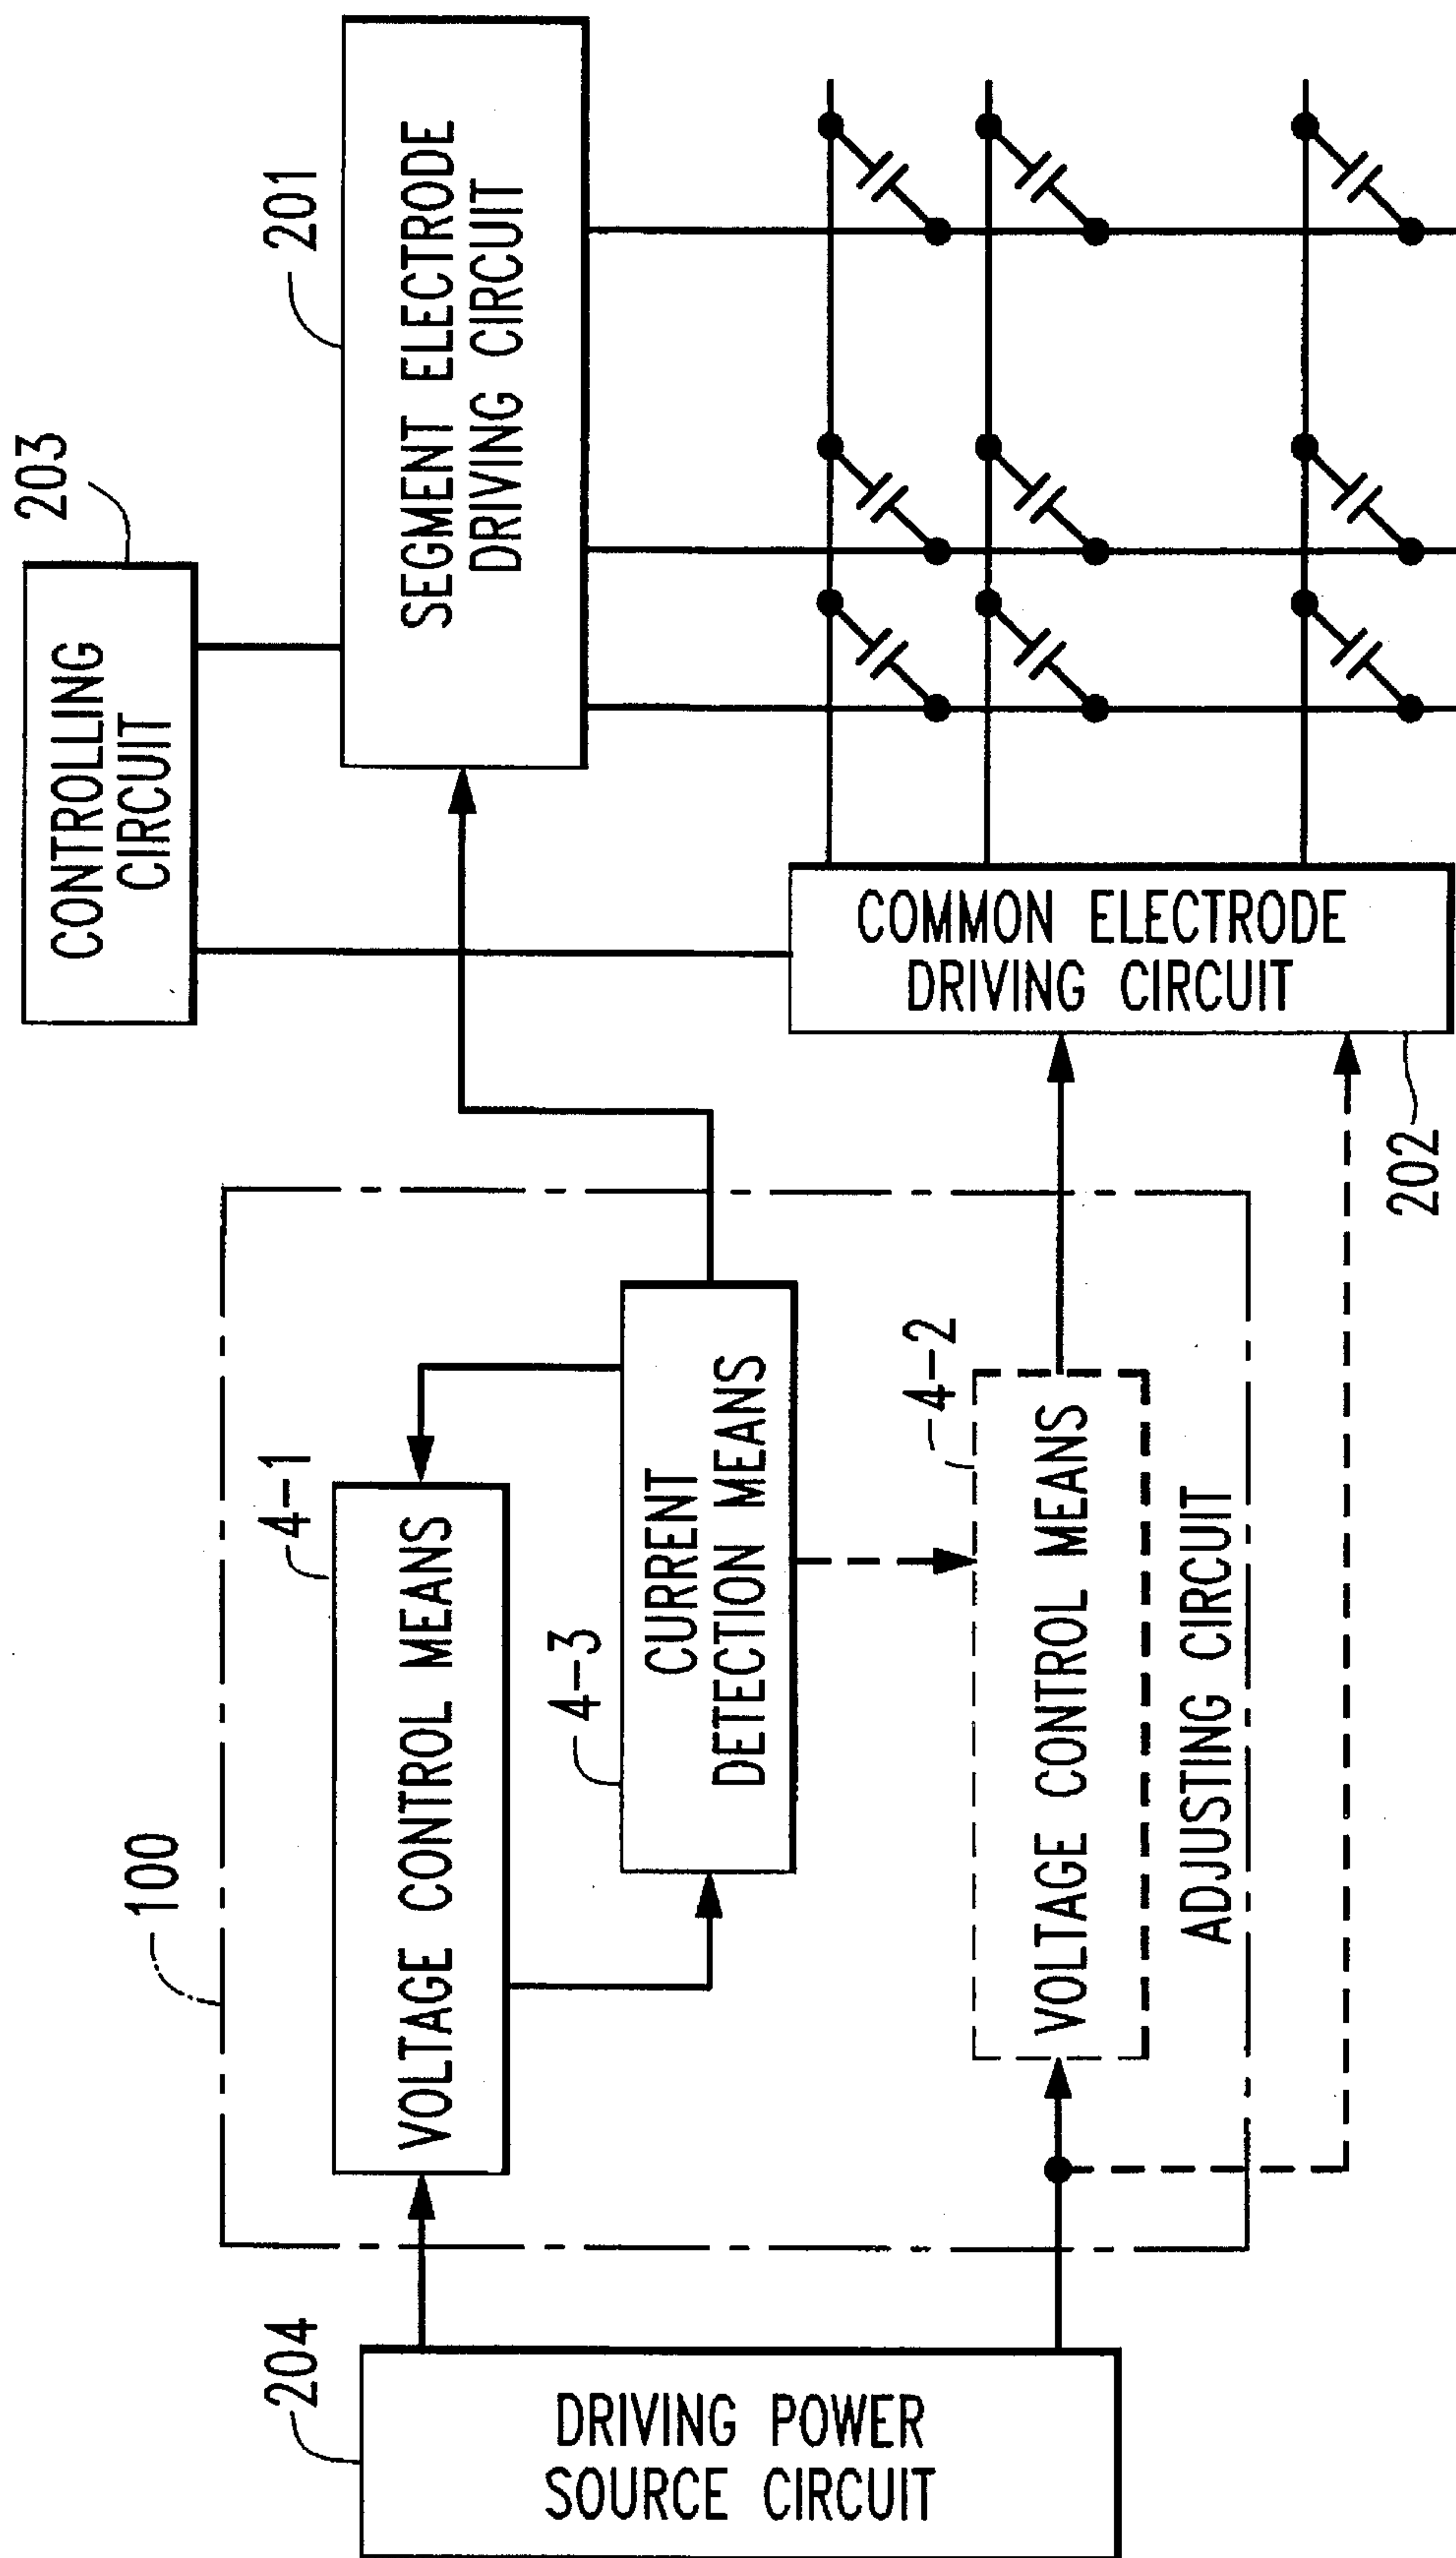 203
CONTROLLING
CIRCUIT
201
SEGMENT ELECTRODE
DRIVING CIRCUIT
COMMON ELECTRODE
DRIVING CIRCUIT
202
100
4-1
VOLTAGE CONTROL MEANS
4-3
CURRENT
DETECTION MEANS
4-2
VOLTAGE CONTROL MEANS
ADJUSTING CIRCUIT
204
DRIVING POWER
SOURCE CIRCUIT